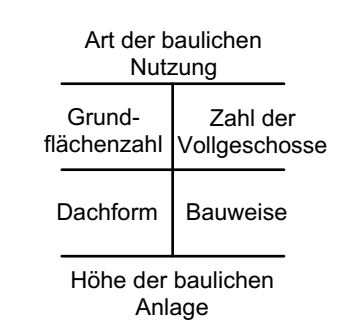 Art der baulichen
Nutzung
Grund-
flächenzahl
Zahl der
Vollgeschosse
Dachform
Bauweise
Höhe der baulichen
Anlage